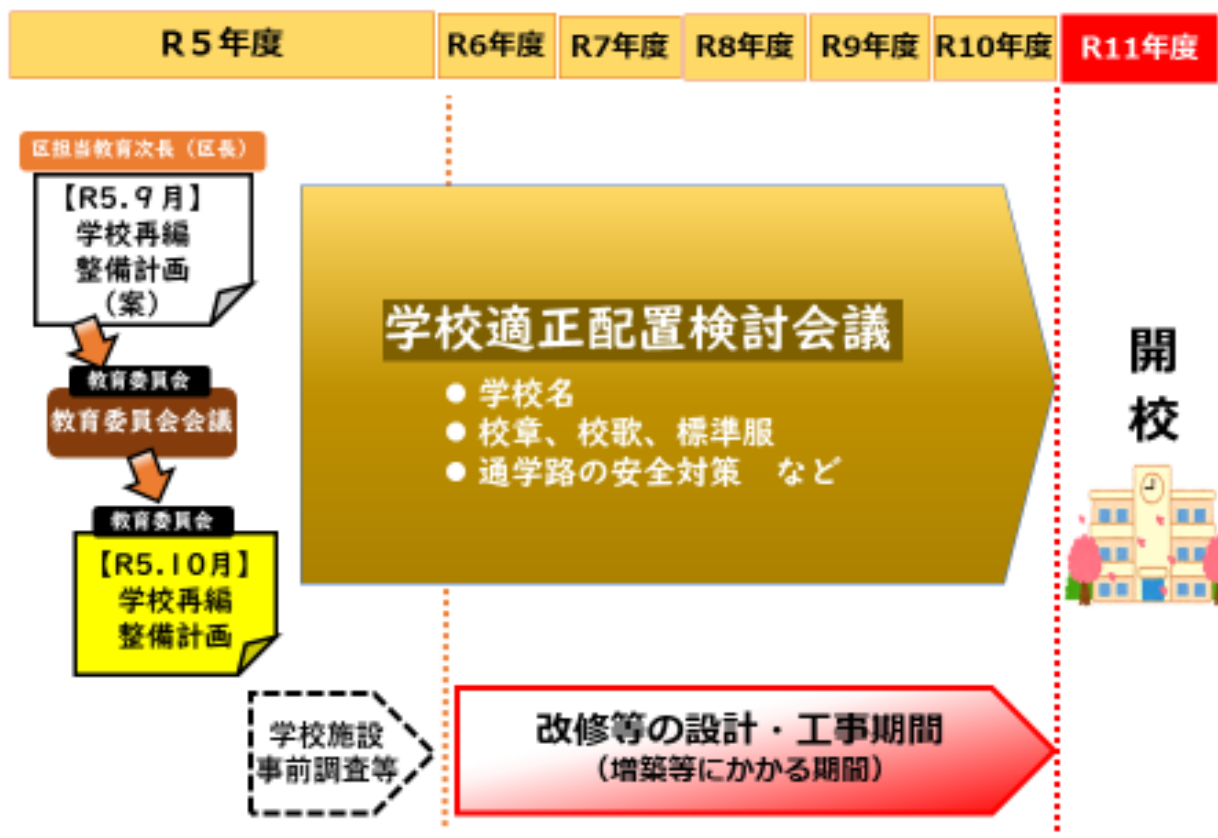 R5年度
R6年度
R7年度
R8年度
R9年度
R10年度
R11年度
区担当教育次長（区長）
【R5.9月】
学校再編
整備計画
（案）
教育委員会
教育委員会会議
教育委員会
【R5.10月】
学校再編
整備計画
学校適正配置検討会議
● 学校名
● 校章、校歌、標準服
● 通学路の安全対策　など
開
校
学校施設
事前調査等
改修等の設計・工事期間
（増築等にかかる期間）